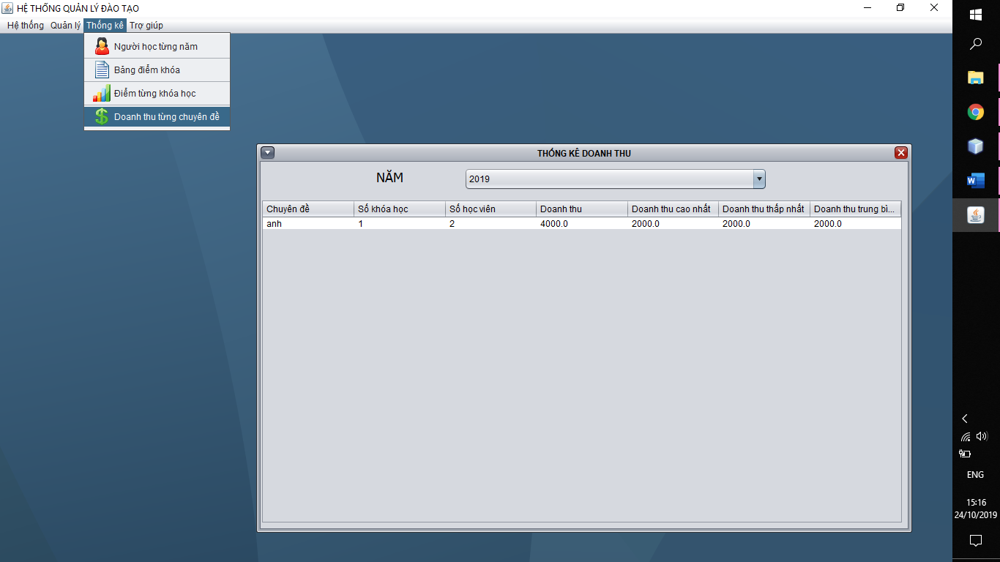 HỆ THỐNG QUẢN LÝ ĐÀO TẠO
Hệ thống Quản lý Thống kê Trợ giúp
Người học từng năm
Bảng điểm khóa
Điểm từng khóa học
Doanh thu từng chuyên đề
THỐNG KÊ DOANH THU
NĂM 2019
Chuyên đề Số khóa học Số học viên Doanh thu Doanh thu cao nhất Doanh thu thấp nhất Doanh thu trung bì...
anh 1 2 4000.0 2000.0 2000.0 2000.0
ENG
15:16
24/10/2019